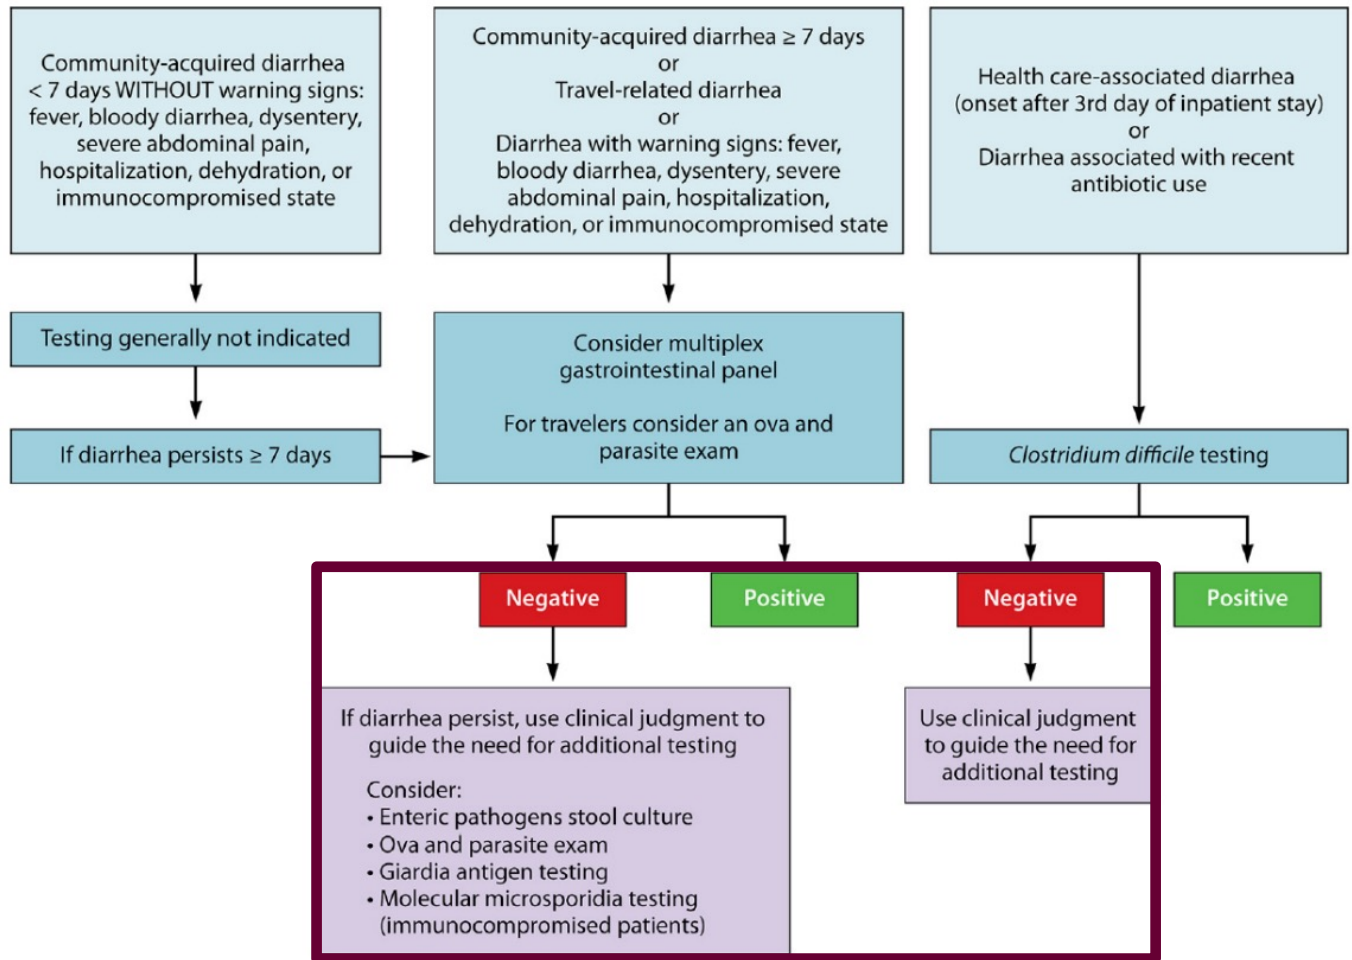 Community-acquired diarrhea
< 7 days WITHOUT warning signs:
fever, bloody diarrhea, dysentery,
severe abdominal pain,
hospitalization, dehydration, or
immunocompromised state
Community-acquired diarrhea ≥ 7 days
or
Travel-related diarrhea
or
Diarrhea with warning signs: fever,
bloody diarrhea, dysentery, severe
abdominal pain, hospitalization,
dehydration, or immunocompromised state
Health care-associated diarrhea
(onset after 3rd day of inpatient stay)
or
Diarrhea associated with recent
antibiotic use
Testing generally not indicated
If diarrhea persists ≥ 7 days
Consider multiplex
gastrointestinal panel
For travelers consider an ova and
parasite exam
Clostridium difficile testing
Negative
Positive
Negative
Positive
If diarrhea persist, use clinical judgment to
guide the need for additional testing
Consider:
• Enteric pathogens stool culture
• Ova and parasite exam
• Giardia antigen testing
• Molecular microsporidia testing
(immunocompromised patients)
Use clinical judgment
to guide the need for
additional testing